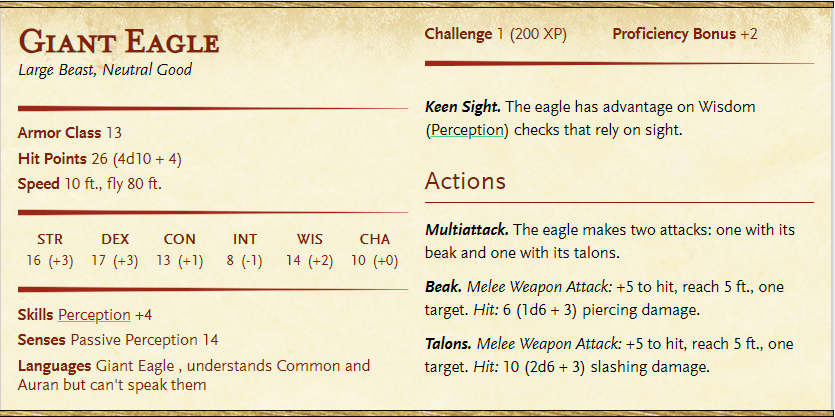 Giant Eagle
Large Beast, Neutral Good
Armor Class 13
Hit Points 26 (4d10 + 4)
Speed 10 ft., fly 80 ft.
STR DEX CON INT WIS CHA
16 (+3) 17 (+3) 13 (+1) 8 (-1) 14 (+2) 10 (+0)
Skills Perception +4
Senses Passive Perception 14
Languages Giant Eagle , understands Common and
Auran but can't speak them
Challenge 1 (200 XP) Proficiency Bonus +2
Keen Sight. The eagle has advantage on Wisdom
(Perception) checks that rely on sight.
Actions
Multiattack. The eagle makes two attacks: one with its
beak and one with its talons.
Beak. Melee Weapon Attack: +5 to hit, reach 5 ft., one
target. Hit: 6 (1d6 + 3) piercing damage.
Talons. Melee Weapon Attack: +5 to hit, reach 5 ft., one
target. Hit: 10 (2d6 + 3) slashing damage.